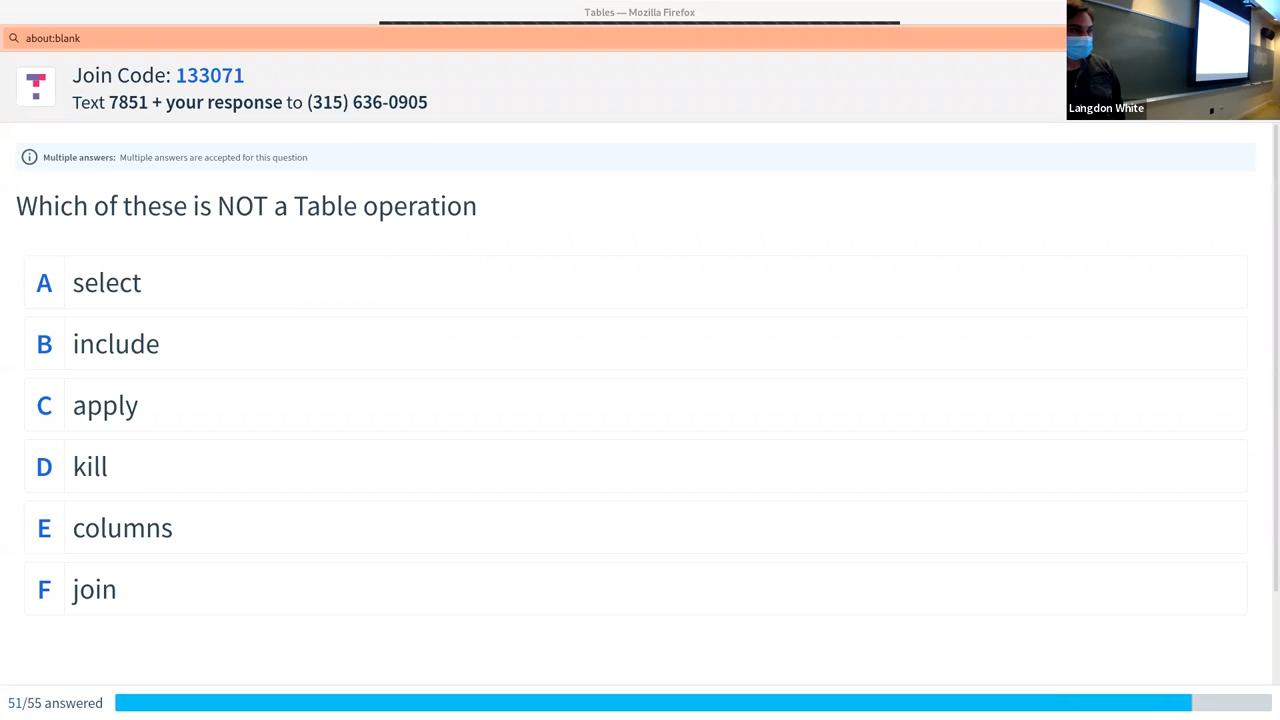 Tables — Mozilla Firefox
about:blank
Join Code: 133071
Text 7851 + your response to (315) 636-0905
Langdon White
Multiple answers: Multiple answers are accepted for this question
Which of these is NOT a Table operation
A select
B include
C apply
D kill
E columns
F join
51/55 answered